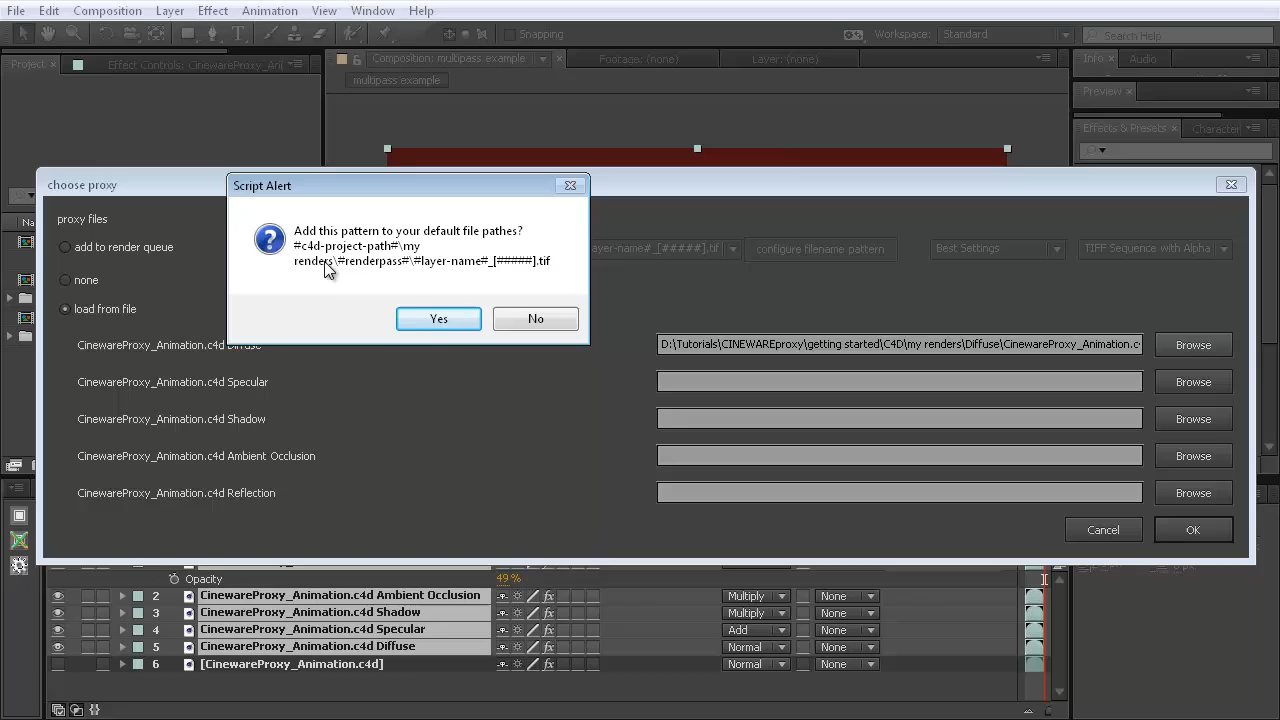 File Edit Composition Layer Effect Animation View Window Help
Snapping Workspace: Standard Search Help
Project Effect Controls: CinewareProxy_Ani Composition: multipass example Footage: (none) Layer: (none) Info Audio
multipass example Preview
Effects & Presets Character
choose proxy
Script Alert
proxy files
Add this pattern to your default file pathes?
#c4d-project-path#\my
renders\#renderpass#\#layer-name#_[#####].tif
Yes No
add to render queue
layer-name#_[#####].tif configure filename pattern Best Settings TIFF Sequence with Alpha
none
load from file
Na
CinewareProxy_Animation.c4d Diffuse D:\Tutorials\CINEWAREproxy\getting started\C4D\my renders\Diffuse\CinewareProxy_Animation.c Browse
CinewareProxy_Animation.c4d Specular Browse
CinewareProxy_Animation.c4d Shadow Browse
CinewareProxy_Animation.c4d Ambient Occlusion Browse
CinewareProxy_Animation.c4d Reflection Browse
Cancel OK
Opacity 49 %
2 CinewareProxy_Animation.c4d Ambient Occlusion fx Multiply None
3 CinewareProxy_Animation.c4d Shadow fx Multiply None
4 CinewareProxy_Animation.c4d Specular fx Add None
5 CinewareProxy_Animation.c4d Diffuse fx Normal None
6 [CinewareProxy_Animation.c4d] fx Normal None